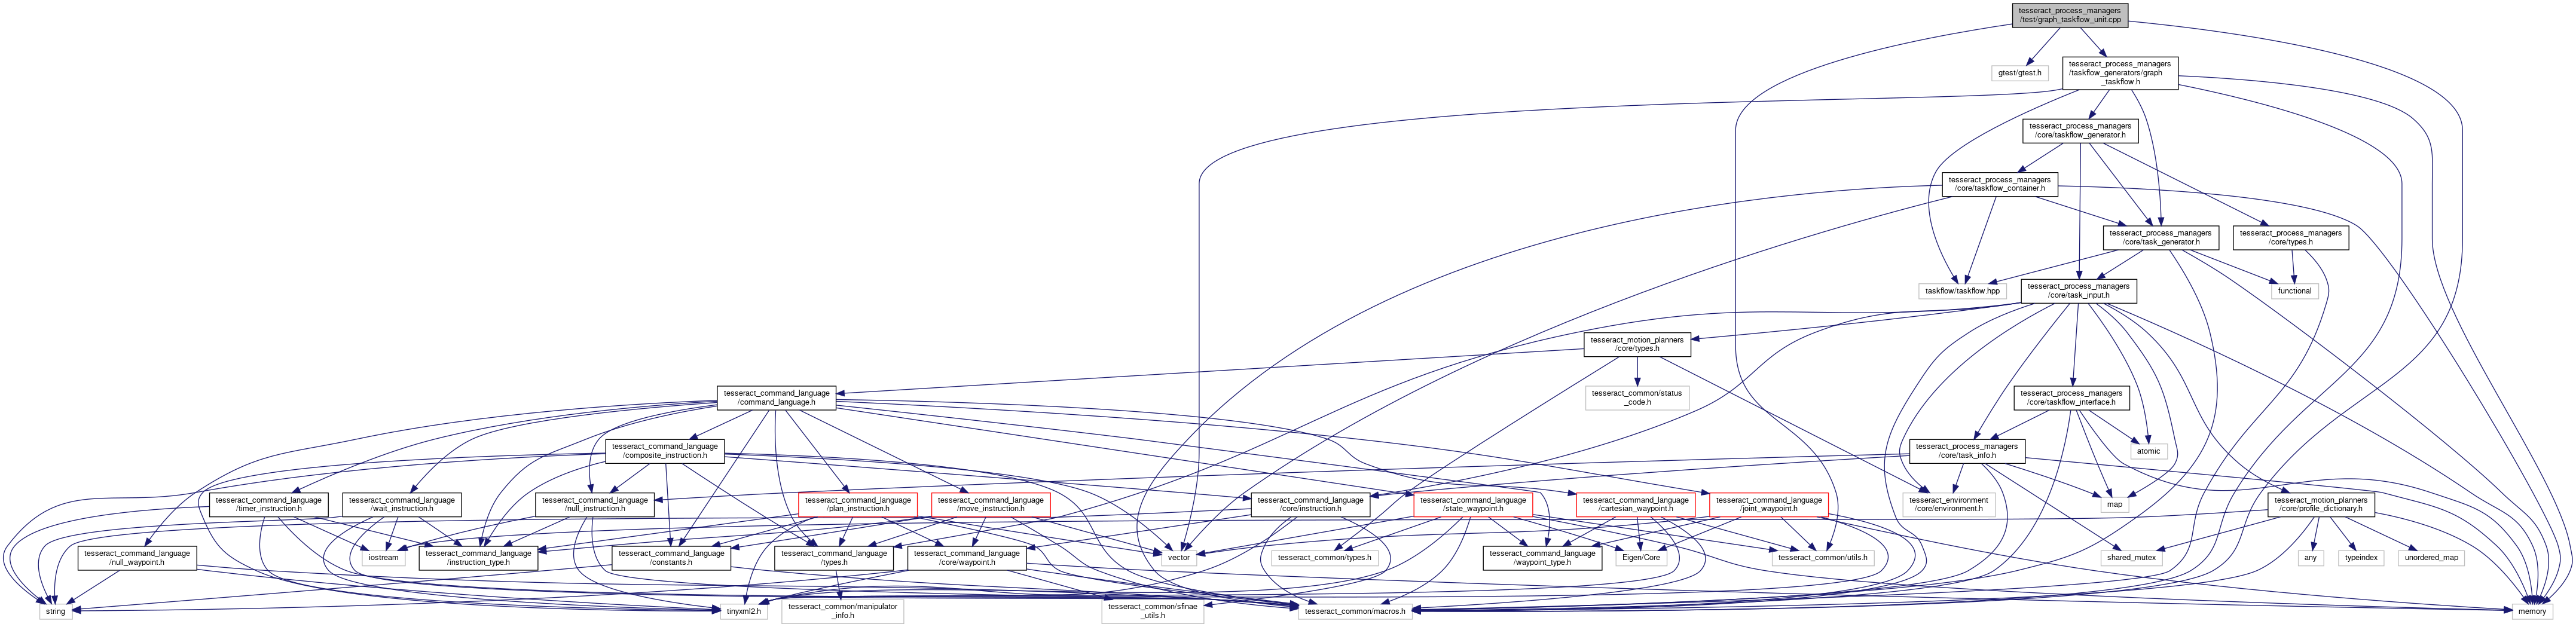 tesseract_process_managers
/test/graph_taskflow_unit.cpp
gtest/gtest.h
tesseract_process_managers
/taskflow_generators/graph
_taskflow.h
tesseract_process_managers
/core/taskflow_generator.h
tesseract_process_managers
/core/taskflow_container.h
tesseract_process_managers
/core/task_generator.h
tesseract_process_managers
/core/types.h
taskflow/taskflow.hpp
tesseract_process_managers
/core/task_input.h
functional
tesseract_motion_planners
/core/types.h
tesseract_command_language
/command_language.h
tesseract_common/status
_code.h
tesseract_process_managers
/core/taskflow_interface.h
tesseract_command_language
/composite_instruction.h
tesseract_process_managers
/core/task_info.h
atomic
tesseract_command_language
/timer_instruction.h
tesseract_command_language
/wait_instruction.h
tesseract_command_language
/null_instruction.h
tesseract_command_language
/plan_instruction.h
tesseract_command_language
/move_instruction.h
tesseract_command_language
/core/instruction.h
tesseract_command_language
/state_waypoint.h
tesseract_command_language
/cartesian_waypoint.h
tesseract_command_language
/joint_waypoint.h
tesseract_environment
/core/environment.h
map
tesseract_motion_planners
/core/profile_dictionary.h
tesseract_command_language
/null_waypoint.h
iostream
tesseract_command_language
/instruction_type.h
tesseract_command_language
/constants.h
tesseract_command_language
/types.h
tesseract_command_language
/core/waypoint.h
vector
tesseract_common/types.h
tesseract_command_language
/waypoint_type.h
Eigen/Core
tesseract_common/utils.h
shared_mutex
any
typeindex
unordered_map
string
tinyxml2.h
tesseract_common/manipulator
_info.h
tesseract_common/sfinae
_utils.h
tesseract_common/macros.h
memory